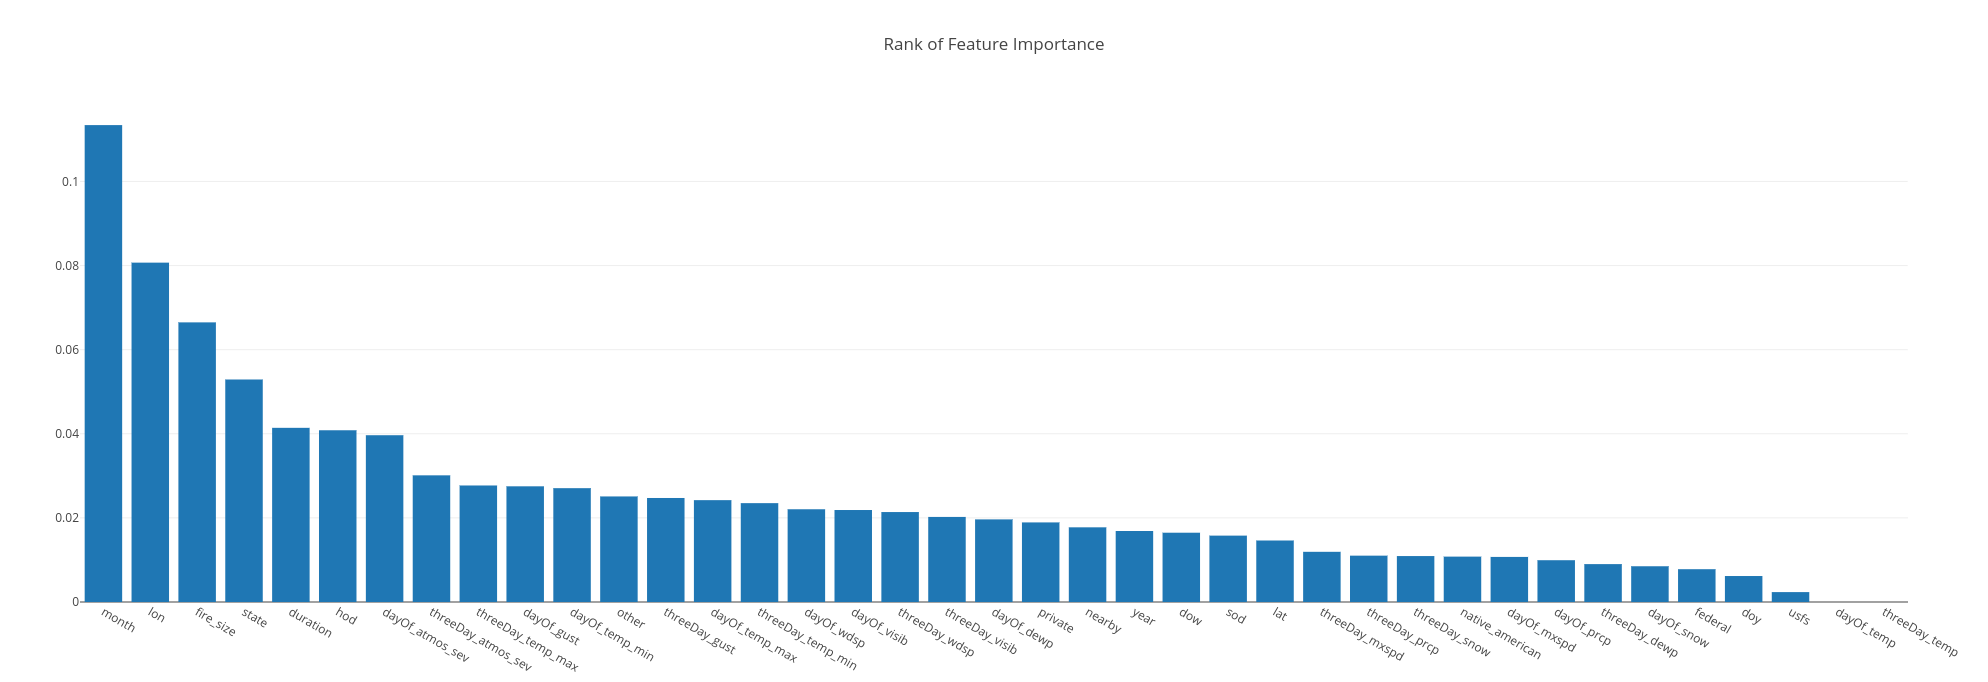 Rank of Feature Importance
0.1
0.08
0.06
0.04
0.02
0
month
lon
fire_size
state
duration
hod
dayOf_atmos_sev
threeDay_atmos_sev
threeDay_temp_max
dayOf_gust
dayOf_temp_min
other
threeDay_gust
dayOf_temp_max
threeDay_temp_min
dayOf_wdsp
dayOf_visib
threeDay_wdsp
threeDay_visib
dayOf_dewp
private
nearby
year
dow
sod
lat
threeDay_mxspd
threeDay_prcp
threeDay_snow
native_american
dayOf_mxspd
dayOf_prcp
threeDay_dewp
dayOf_snow
federal
doy
usfs
dayOf_temp
threeDay_temp